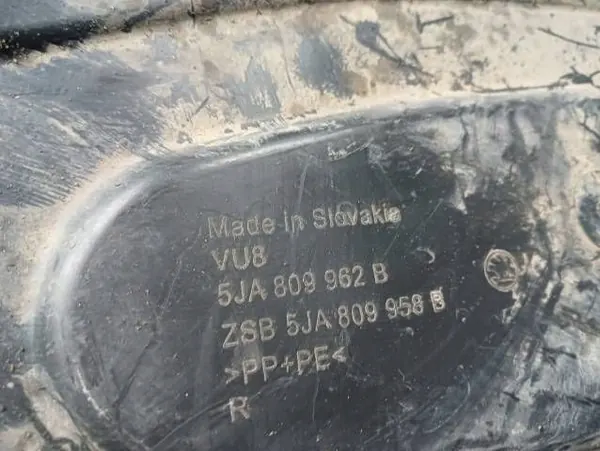 Made in Slovakia
VU8
5JA 809 962 B
ZSB 5JA 809 958 B
>PP+PE<
R